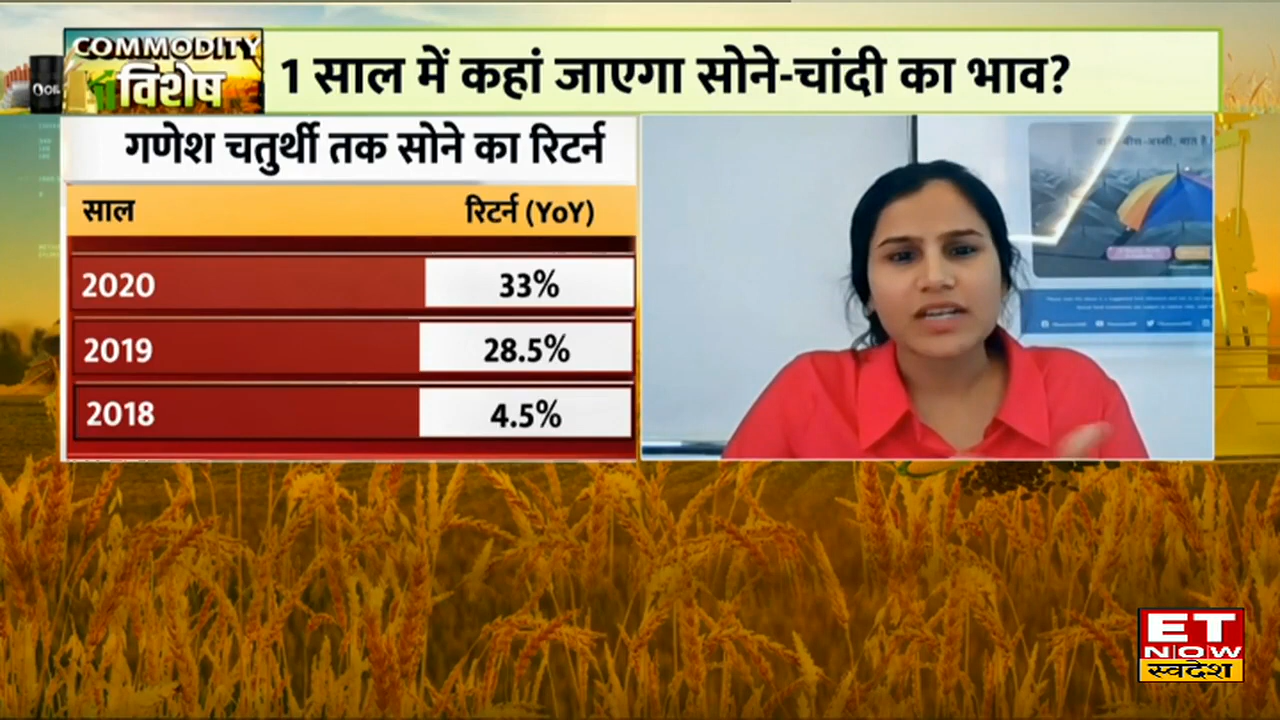 COMMODITY
विशेष
1 साल में कहां जाएगा सोने-चांदी का भाव?
OIL
गणेश चतुर्थी तक सोने का रिटर्न
साल रिटर्न (YoY)
2020 33%
2019 28.5%
2018 4.5%
ET
NOW
स्वदेश